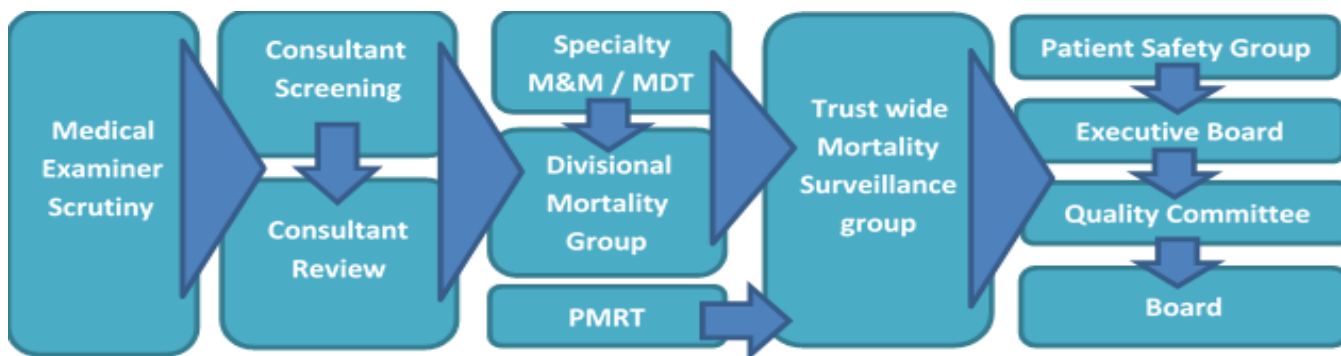 Medical
Examiner
Scrutiny
Consultant
Screening
Consultant
Review
Specialty
M&M / MDT
Divisional
Mortality
Group
PMRT
Trust wide
Mortality
Surveillance
group
Patient Safety Group
Executive Board
Quality Committee
Board